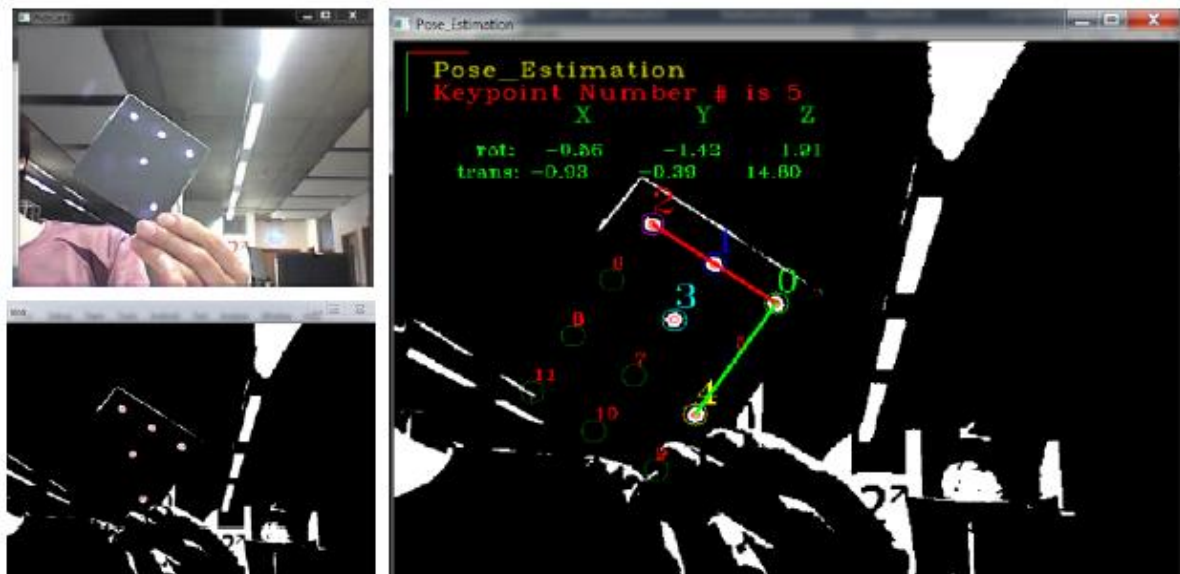 Pose_Estimation
Pose_Estimation
Keypoint Number # is 5
X Y Z
rot: -0.56 -1.42 1.91
trans: -0.93 -0.39 14.80
2
1
0
6
3
8
7
11
4
10
9